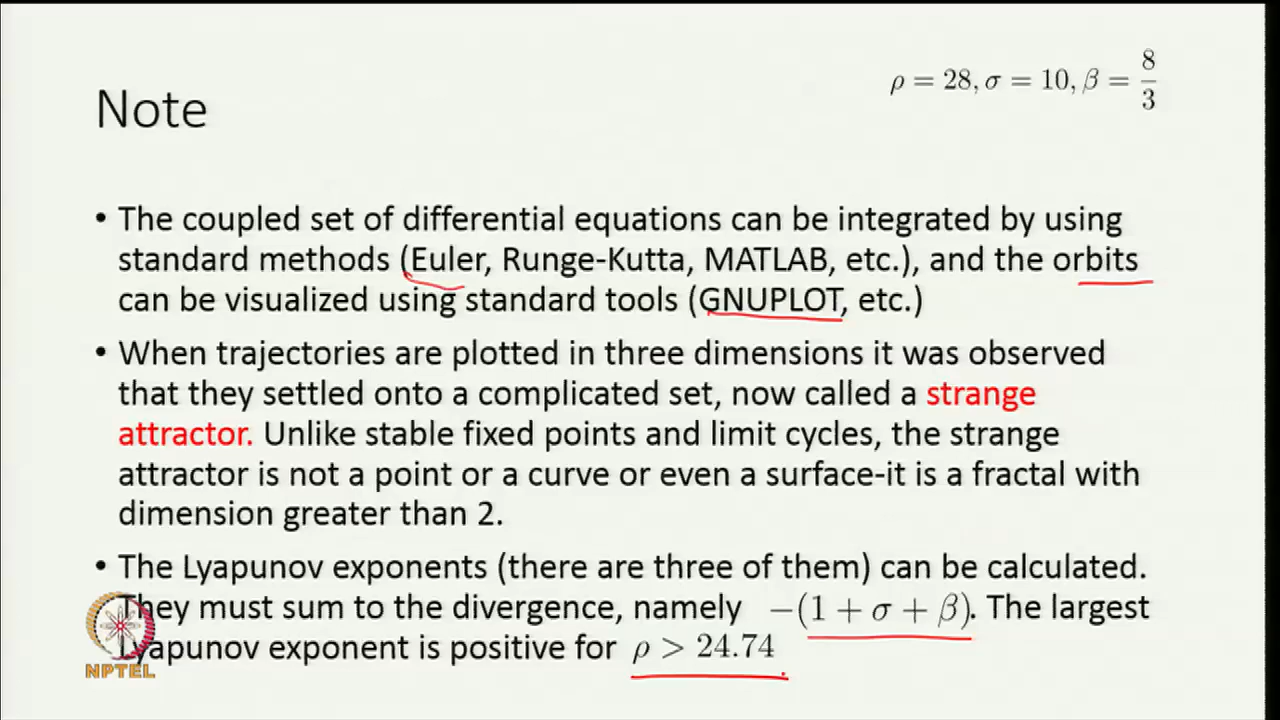 Note
ρ = 28, σ = 10, β = 8/3
• The coupled set of differential equations can be integrated by using
standard methods (Euler, Runge-Kutta, MATLAB, etc.), and the orbits
can be visualized using standard tools (GNUPLOT, etc.)
• When trajectories are plotted in three dimensions it was observed
that they settled onto a complicated set, now called a strange
attractor. Unlike stable fixed points and limit cycles, the strange
attractor is not a point or a curve or even a surface-it is a fractal with
dimension greater than 2.
• The Lyapunov exponents (there are three of them) can be calculated.
They must sum to the divergence, namely −(1 + σ + β). The largest
Lyapunov exponent is positive for ρ > 24.74
NPTEL